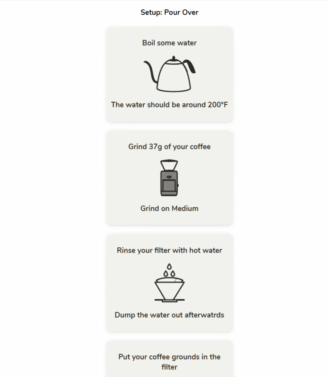 Setup: Pour Over
Boil some water
The water should be around 200°F
Grind 37g of your coffee
Grind on Medium
Rinse your filter with hot water
Dump the water out afterwatrds
Put your coffee grounds in the
filter